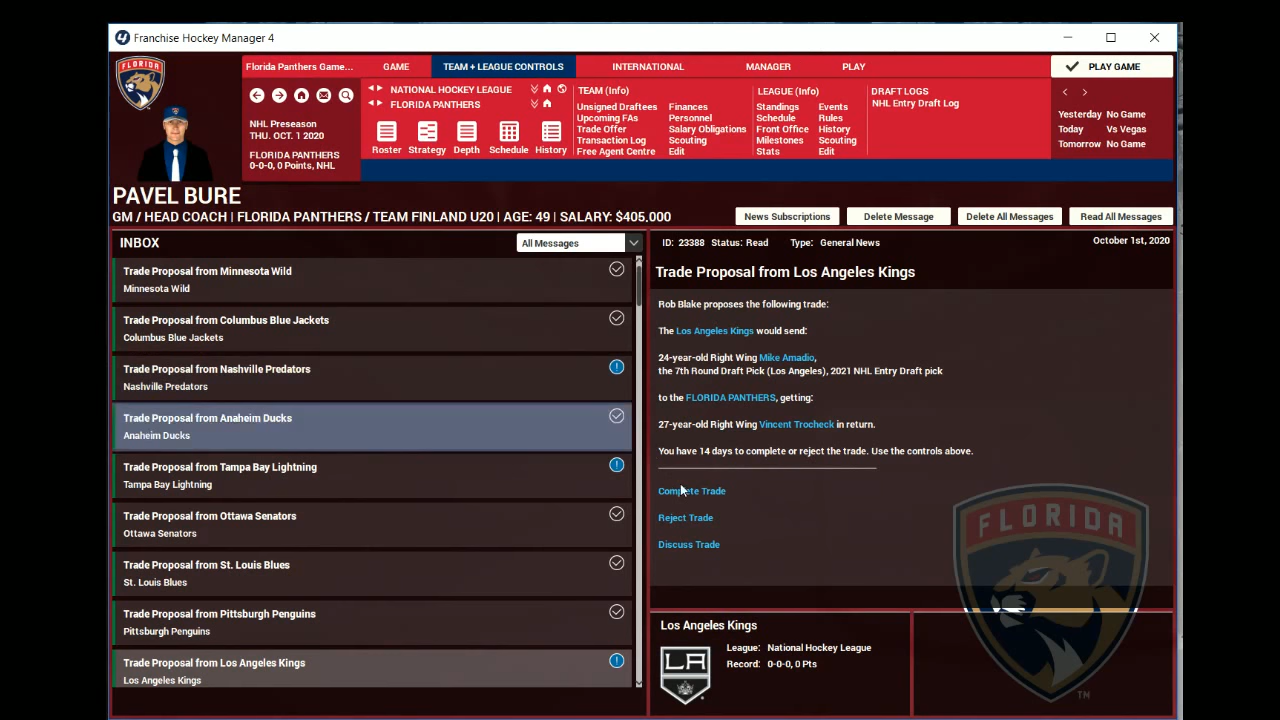 Franchise Hockey Manager 4
FLORIDA
Florida Panthers Game...
GAME
TEAM + LEAGUE CONTROLS
INTERNATIONAL
MANAGER
PLAY
PLAY GAME
NHL Preseason
THU. OCT. 1 2020
FLORIDA PANTHERS
0-0-0, 0 Points, NHL
NATIONAL HOCKEY LEAGUE
FLORIDA PANTHERS
Roster
Strategy
Depth
Schedule
History
TEAM (Info)
Unsigned Draftees
Upcoming FAs
Trade Offer
Transaction Log
Free Agent Centre
Finances
Personnel
Salary Obligations
Scouting
Edit
LEAGUE (Info)
Standings
Schedule
Front Office
Milestones
Stats
Events
Rules
History
Scouting
Edit
DRAFT LOGS
NHL Entry Draft Log
Yesterday No Game
Today Vs Vegas
Tomorrow No Game
PAVEL BURE
GM / HEAD COACH | FLORIDA PANTHERS / TEAM FINLAND U20 | AGE: 49 | SALARY: $405.000
News Subscriptions
Delete Message
Delete All Messages
Read All Messages
INBOX
All Messages
Trade Proposal from Minnesota Wild
Minnesota Wild
Trade Proposal from Columbus Blue Jackets
Columbus Blue Jackets
Trade Proposal from Nashville Predators
Nashville Predators
Trade Proposal from Anaheim Ducks
Anaheim Ducks
Trade Proposal from Tampa Bay Lightning
Tampa Bay Lightning
Trade Proposal from Ottawa Senators
Ottawa Senators
Trade Proposal from St. Louis Blues
St. Louis Blues
Trade Proposal from Pittsburgh Penguins
Pittsburgh Penguins
Trade Proposal from Los Angeles Kings
Los Angeles Kings
ID: 23388 Status: Read Type: General News
October 1st, 2020
Trade Proposal from Los Angeles Kings
Rob Blake proposes the following trade:
The Los Angeles Kings would send:
24-year-old Right Wing Mike Amadio,
the 7th Round Draft Pick (Los Angeles), 2021 NHL Entry Draft pick
to the FLORIDA PANTHERS, getting:
27-year-old Right Wing Vincent Trocheck in return.
You have 14 days to complete or reject the trade. Use the controls above.
Complete Trade
Reject Trade
Discuss Trade
FLORIDA
TM
Los Angeles Kings
LA
League: National Hockey League
Record: 0-0-0, 0 Pts